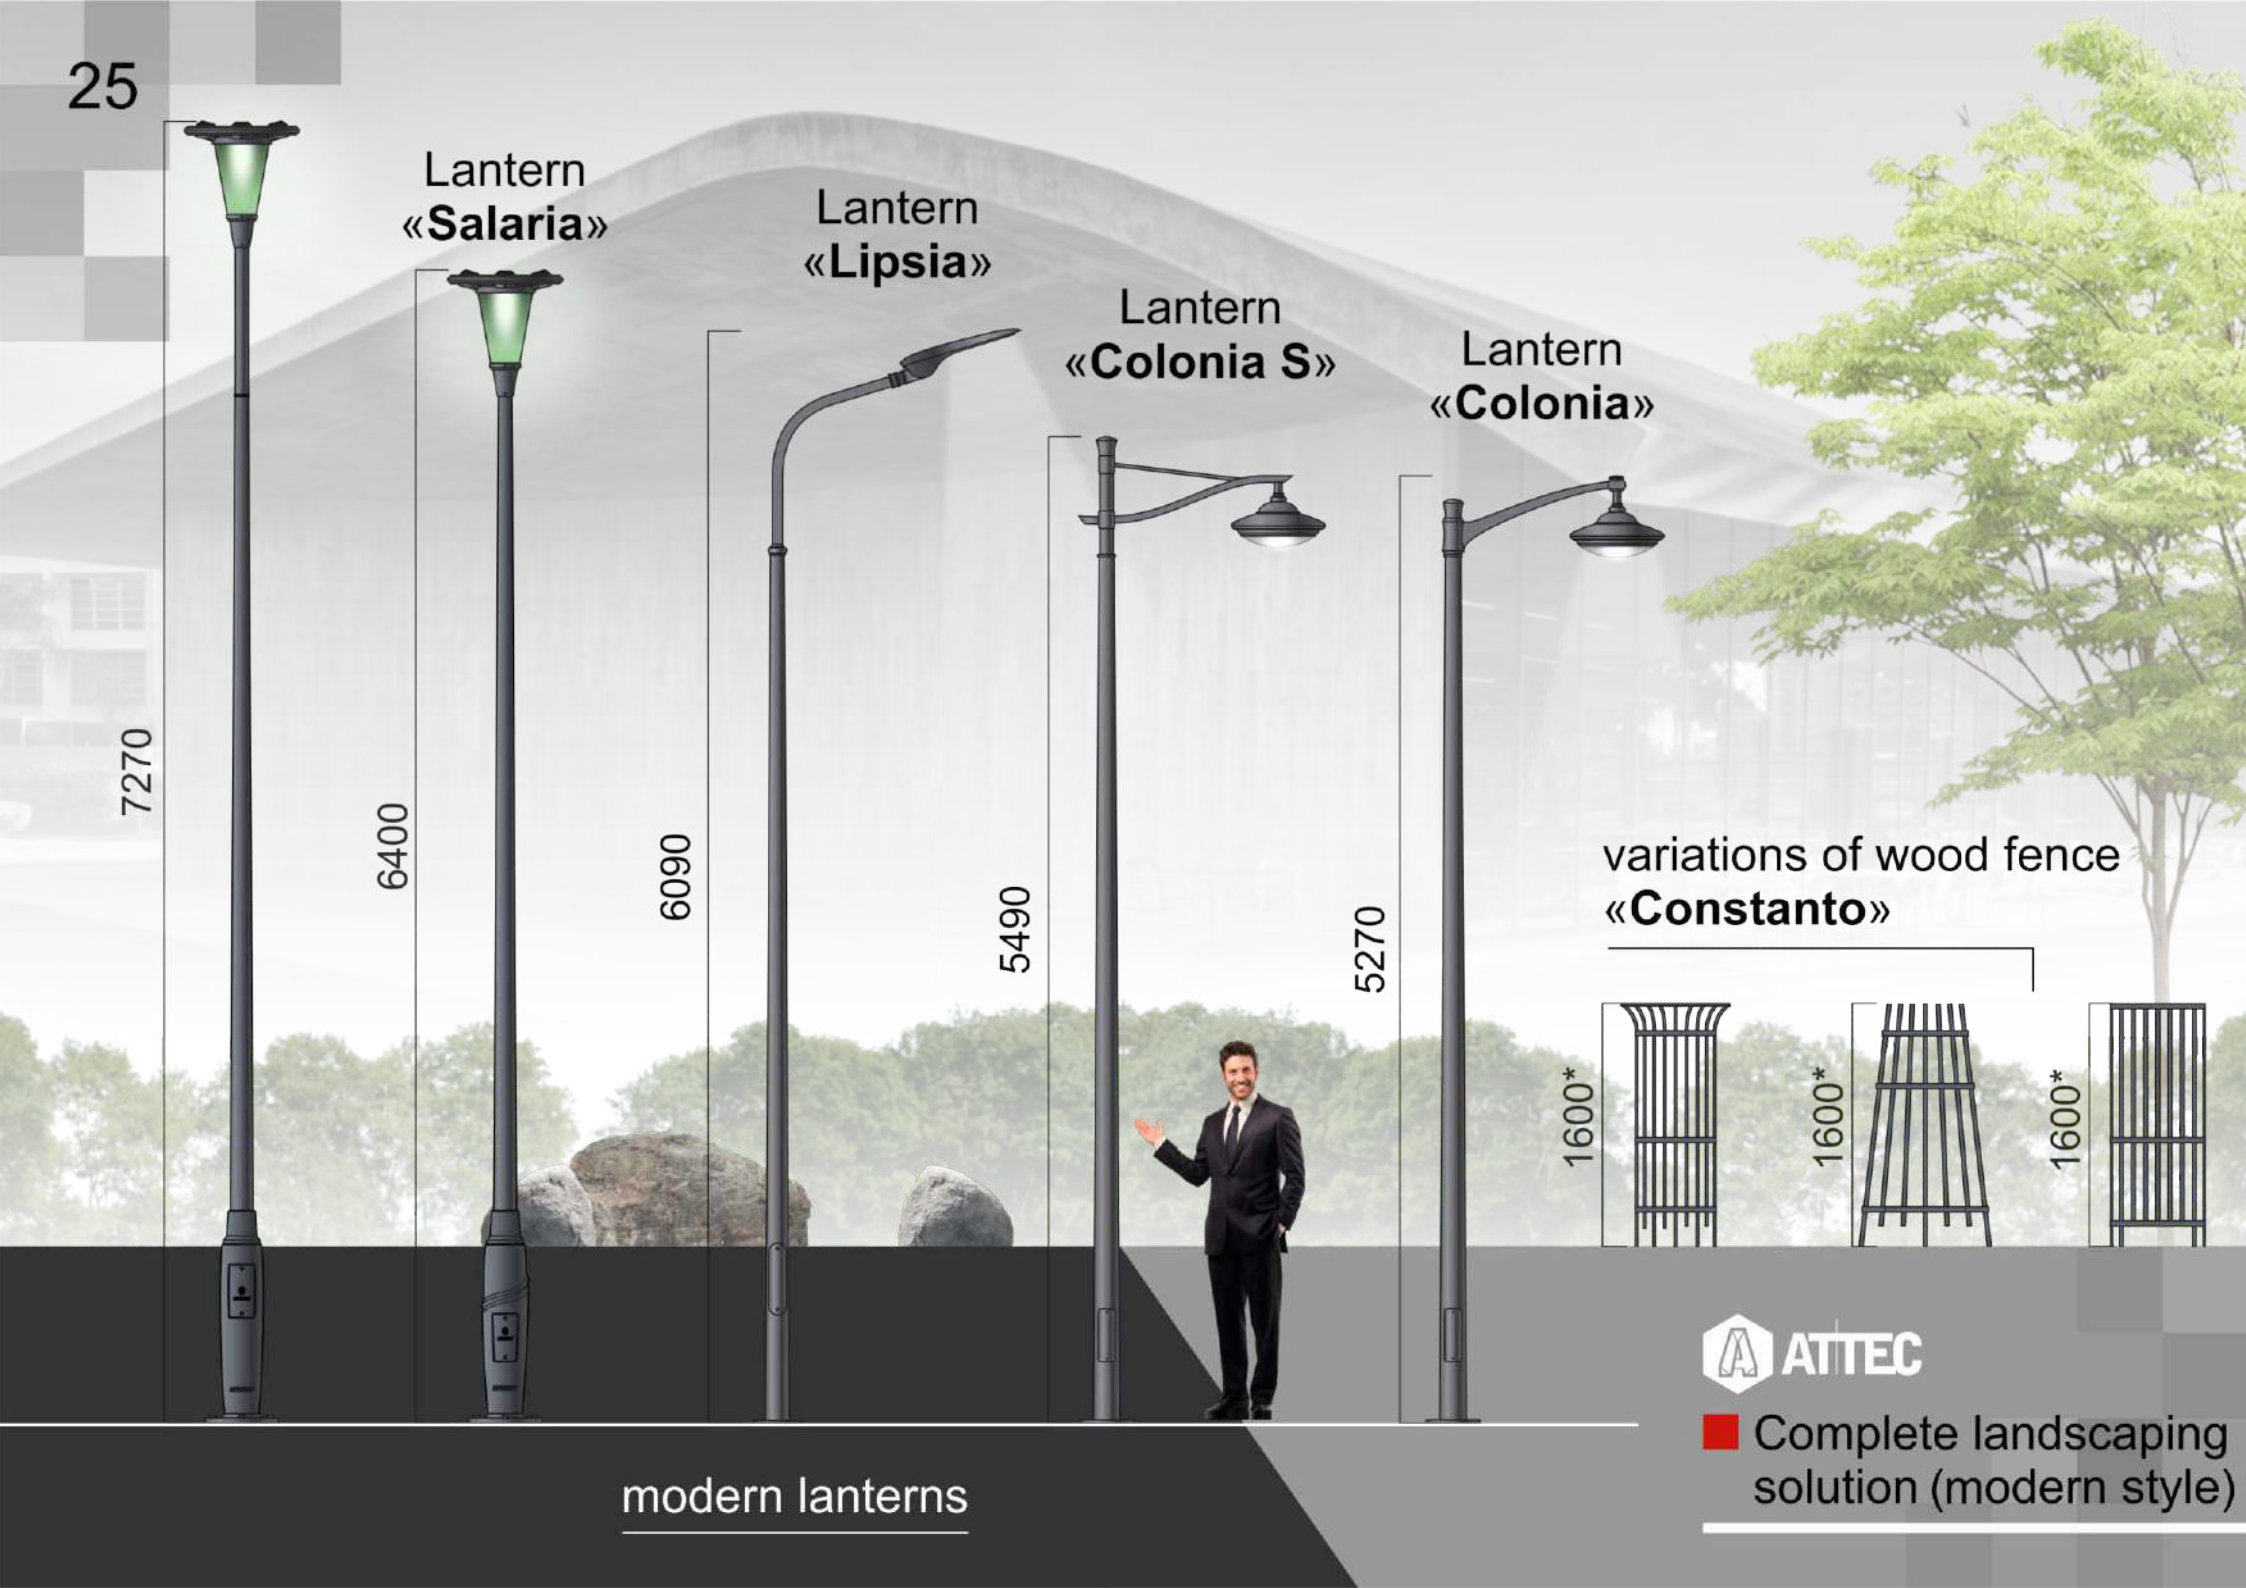 25
Lantern
«Salaria»
Lantern
«Lipsia»
Lantern
«Colonia S»
Lantern
«Colonia»
7270
6400
6090
5490
5270
variations of wood fence
«Constanto»
1600*
1600*
1600*
ATTEC
Complete landscaping
solution (modern style)
modern lanterns